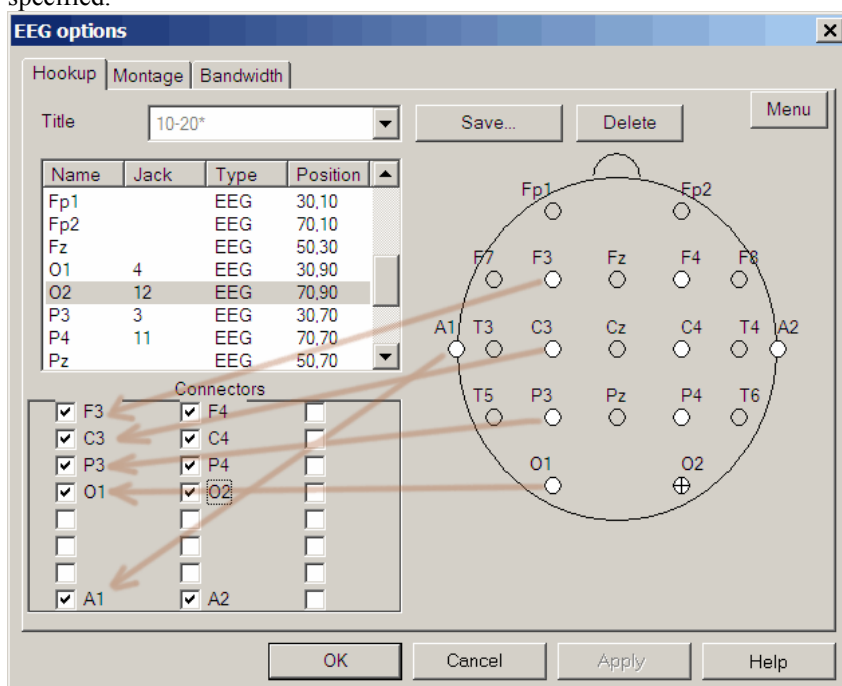 specified.
EEG options
Hookup Montage Bandwidth
Title 10-20* Save... Delete Menu
Name Jack Type Position
Fp1 EEG 30,10
Fp2 EEG 70,10
Fz EEG 50,30
O1 4 EEG 30,90
O2 12 EEG 70,90
P3 3 EEG 30,70
P4 11 EEG 70,70
Pz EEG 50,70
Connectors
F3 F4
C3 C4
P3 P4
O1 O2
A1 A2
Fp1 Fp2
F7 F3 Fz F4 F8
A1 T3 C3 Cz C4 T4 A2
T5 P3 Pz P4 T6
O1 O2
OK Cancel Apply Help